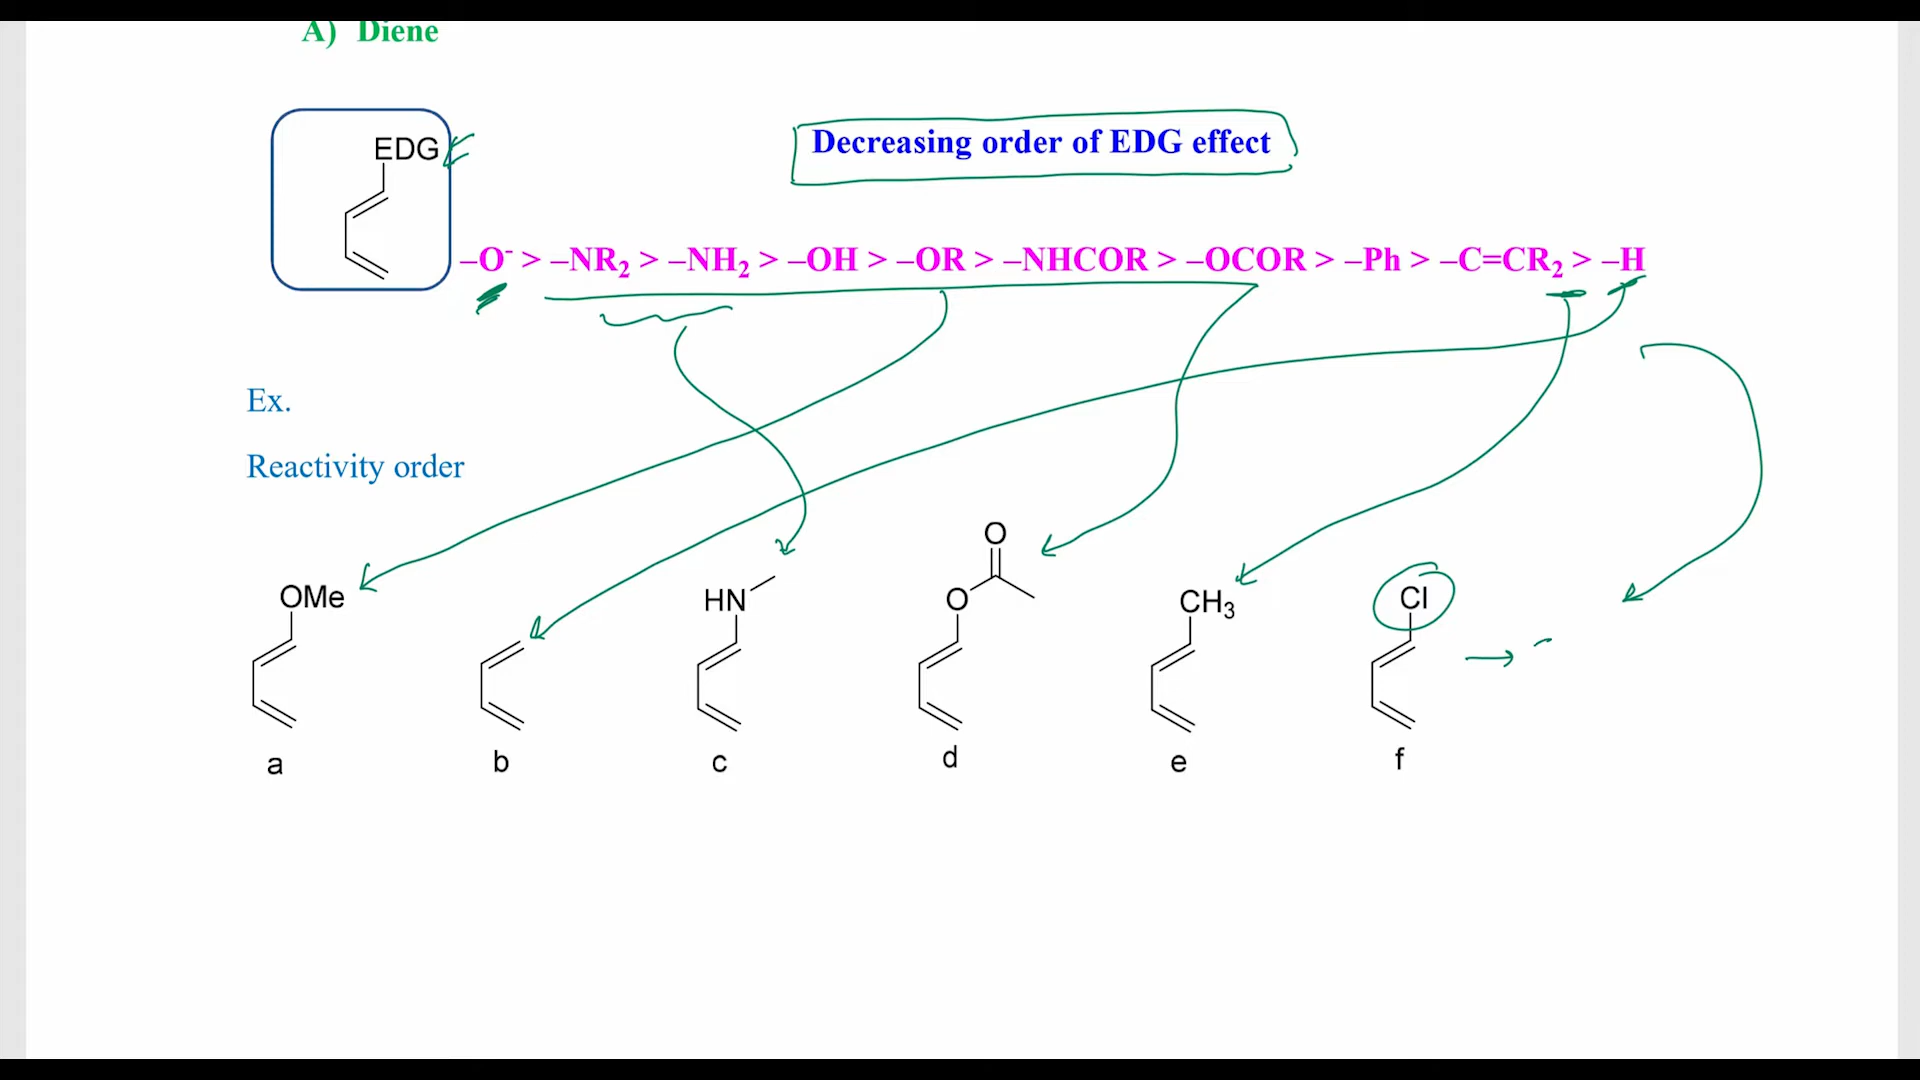 A) Diene
EDG
Decreasing order of EDG effect
–O⁻ > –NR₂ > –NH₂ > –OH > –OR > –NHCOR > –OCOR > –Ph > –C=CR₂ > –H
Ex.
Reactivity order
O
OMe
HN
O
CH₃
Cl
a
b
c
d
e
f